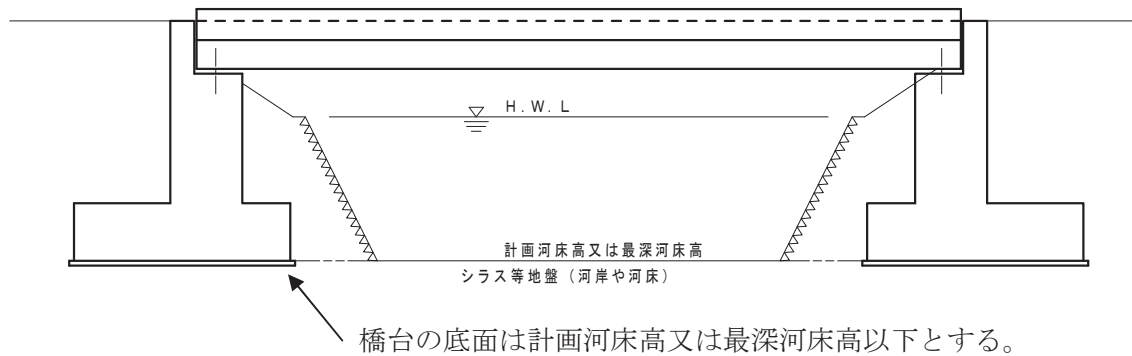 H.W.L
計画河床高又は最深河床高
シラス等地盤（河岸や河床）
橋台の底面は計画河床高又は最深河床高以下とする。